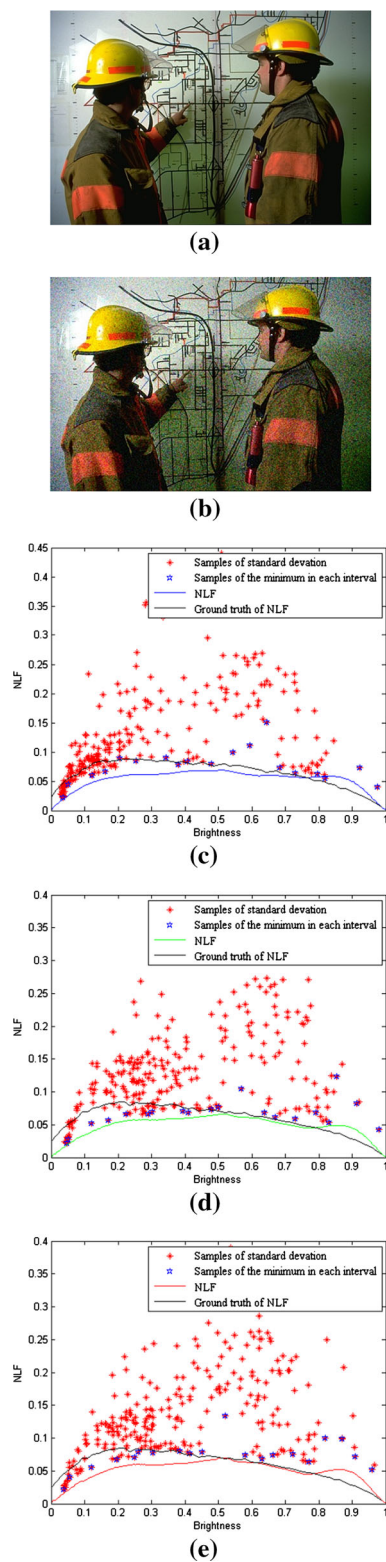 (a)
(b)
0.45
0.4
0.35
0.3
0.25
0.2
0.15
0.1
0.05
0
NLF
Samples of standard devation
Samples of the minimum in each interval
NLF
Ground truth of NLF
0 0.1 0.2 0.3 0.4 0.5 0.6 0.7 0.8 0.9 1
Brightness
(c)
0.4
0.35
0.3
0.25
0.2
0.15
0.1
0.05
0
NLF
Samples of standard devation
Samples of the minimum in each interval
NLF
Ground truth of NLF
0 0.1 0.2 0.3 0.4 0.5 0.6 0.7 0.8 0.9 1
Brightness
(d)
0.4
0.35
0.3
0.25
0.2
0.15
0.1
0.05
0
NLF
Samples of standard devation
Samples of the minimum in each interval
NLF
Ground truth of NLF
0 0.1 0.2 0.3 0.4 0.5 0.6 0.7 0.8 0.9 1
Brightness
(e)